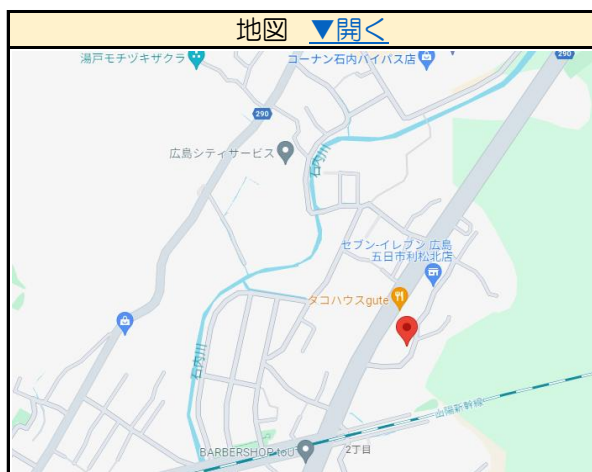 地図 ▼開く
湯戸モチヅキザクラ
コーナン石内バイパス店
290
290
広島シティサービス
石内川
セブン-イレブン 広島
五日市利松北店
タコハウスgute
石内川
山陽新幹線
BARBERSHOP toU
2丁目